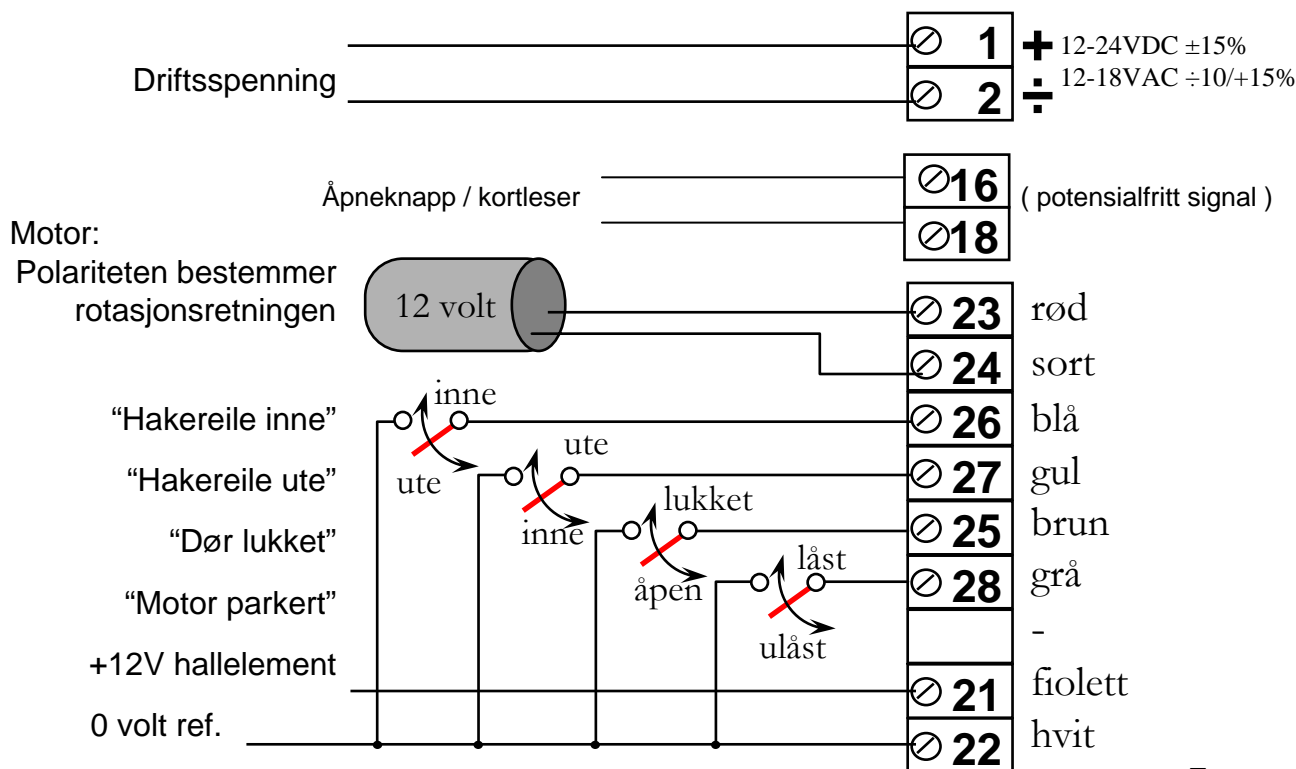 1 + 12-24VDC ±15%
Driftsspenning
2 ÷ 12-18VAC ÷10/+15%
Åpneknapp / kortleser
16
( potensialfritt signal )
18
Motor:
Polariteten bestemmer
rotasjonsretningen
12 volt
23 rød
24 sort
inne
“Hakereile inne”
26 blå
ute
ute
“Hakereile ute”
27 gul
inne
lukket
“Dør lukket”
25 brun
åpen
låst
28 grå
“Motor parkert”
ulåst
-
+12V hallelement
21 fiolett
0 volt ref.
22 hvit